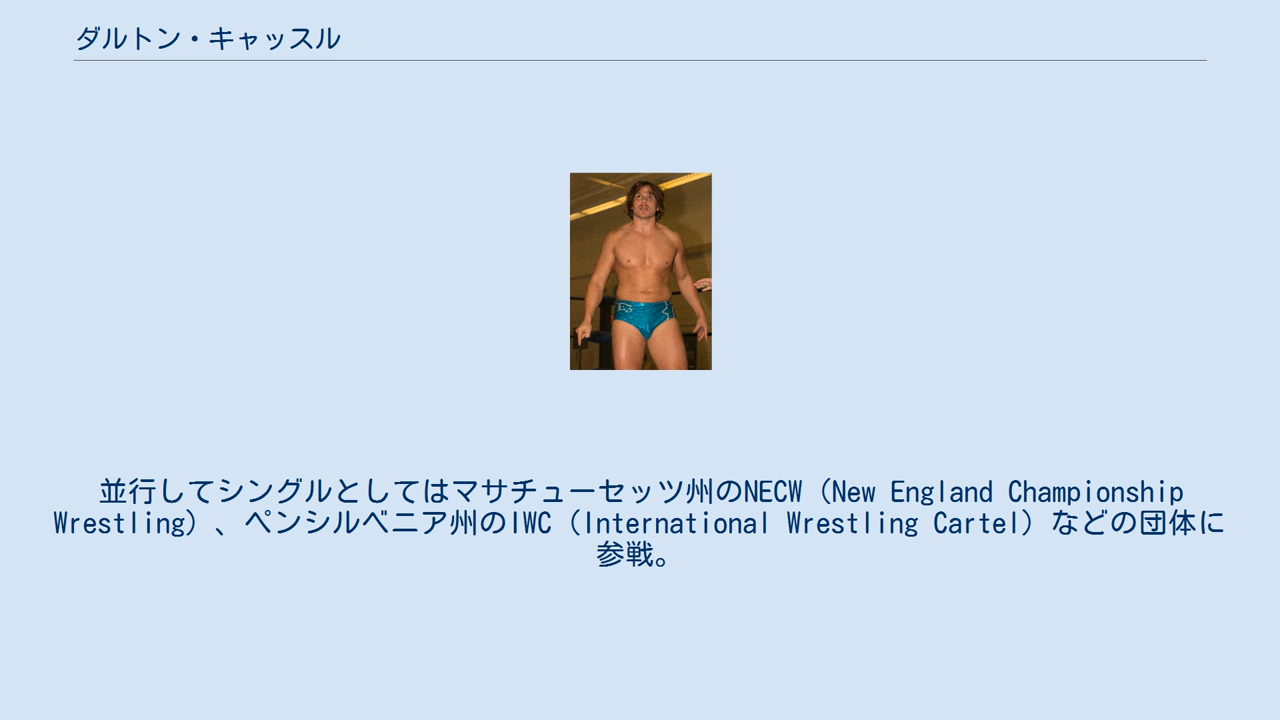 ダルトン・キャッスル
並行してシングルとしてはマサチューセッツ州のNECW（New England Championship
Wrestling）、ペンシルベニア州のIWC（International Wrestling Cartel）などの団体に
参戦。